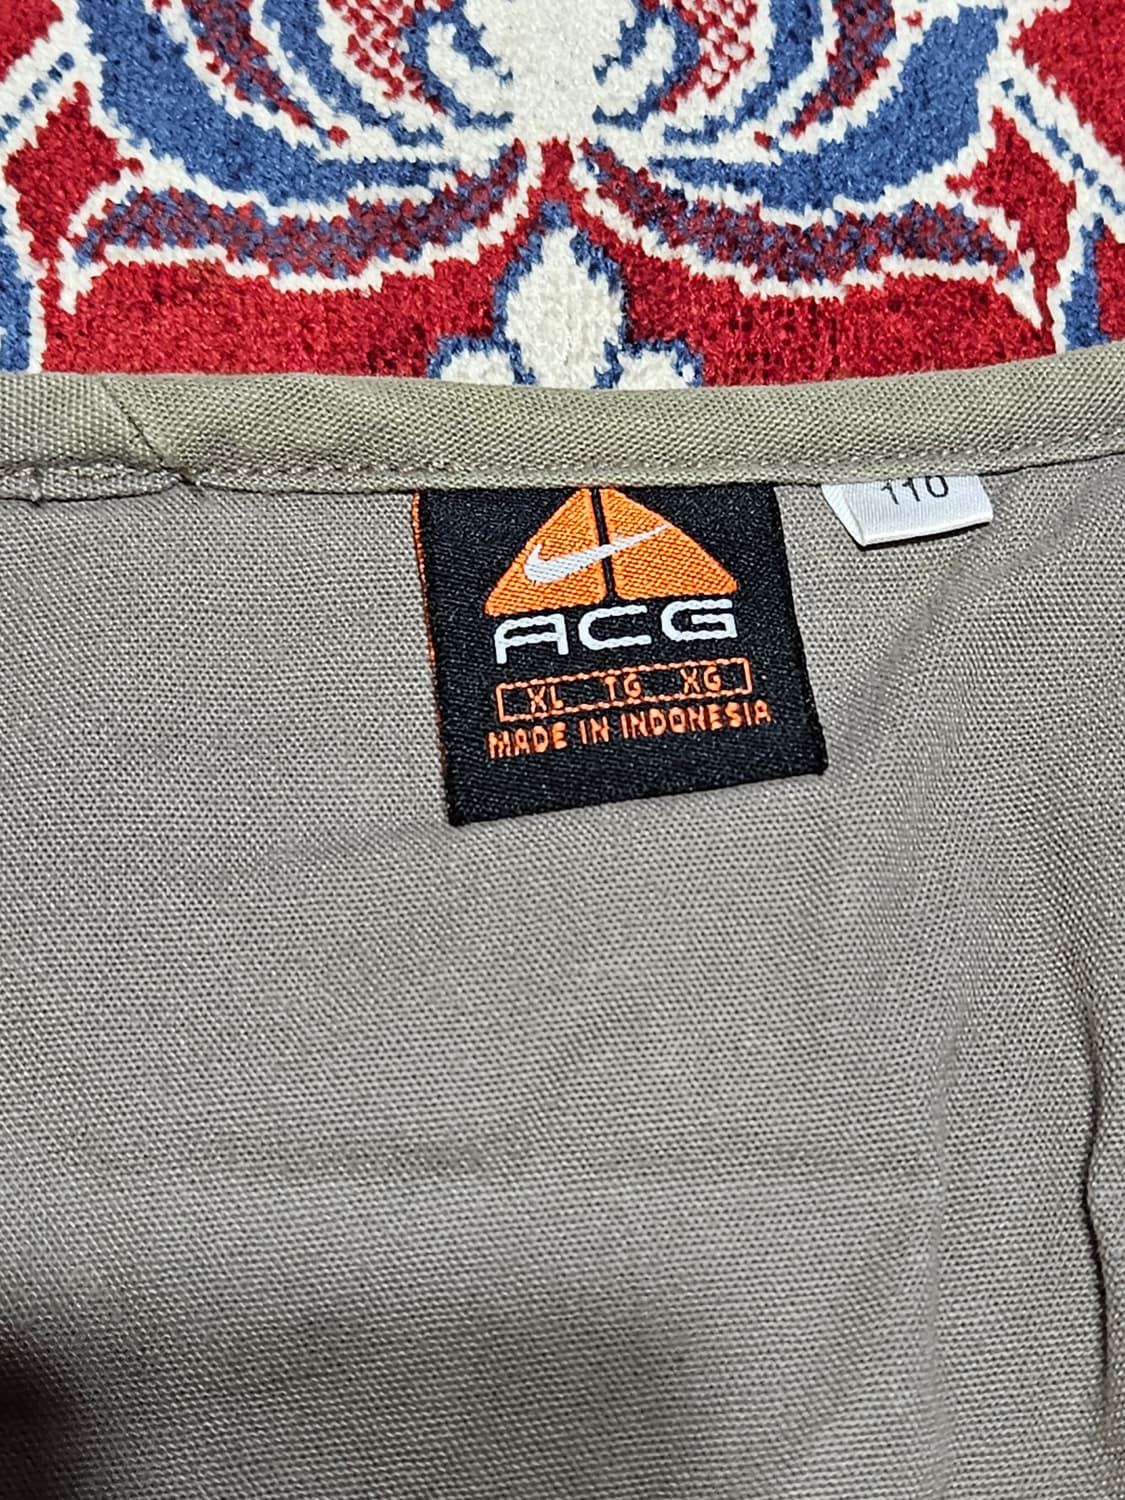 110
ACG
XL TG XG
MADE IN INDONESIA